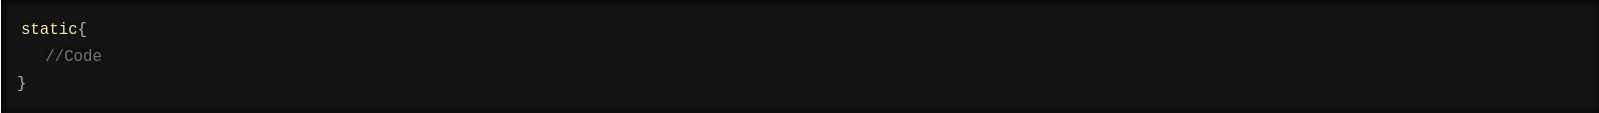 static{
//Code
}